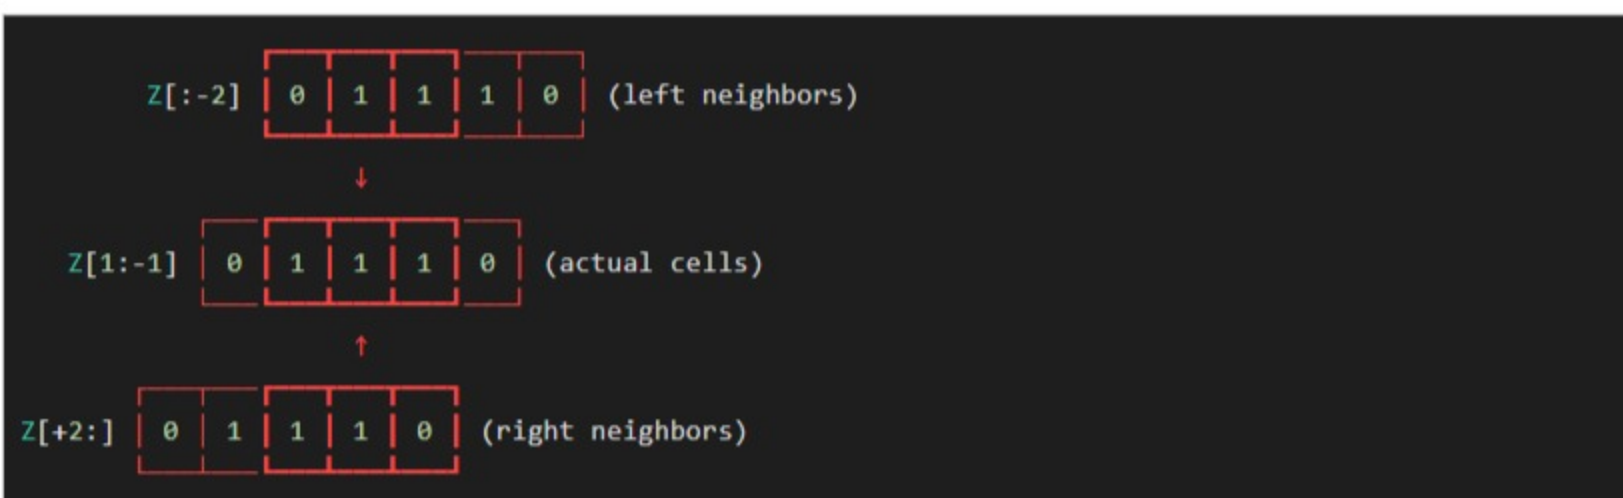 Z[:-2] 0 1 1 1 0 (left neighbors)
↓
Z[1:-1] 0 1 1 1 0 (actual cells)
↑
Z[+2:] 0 1 1 1 0 (right neighbors)